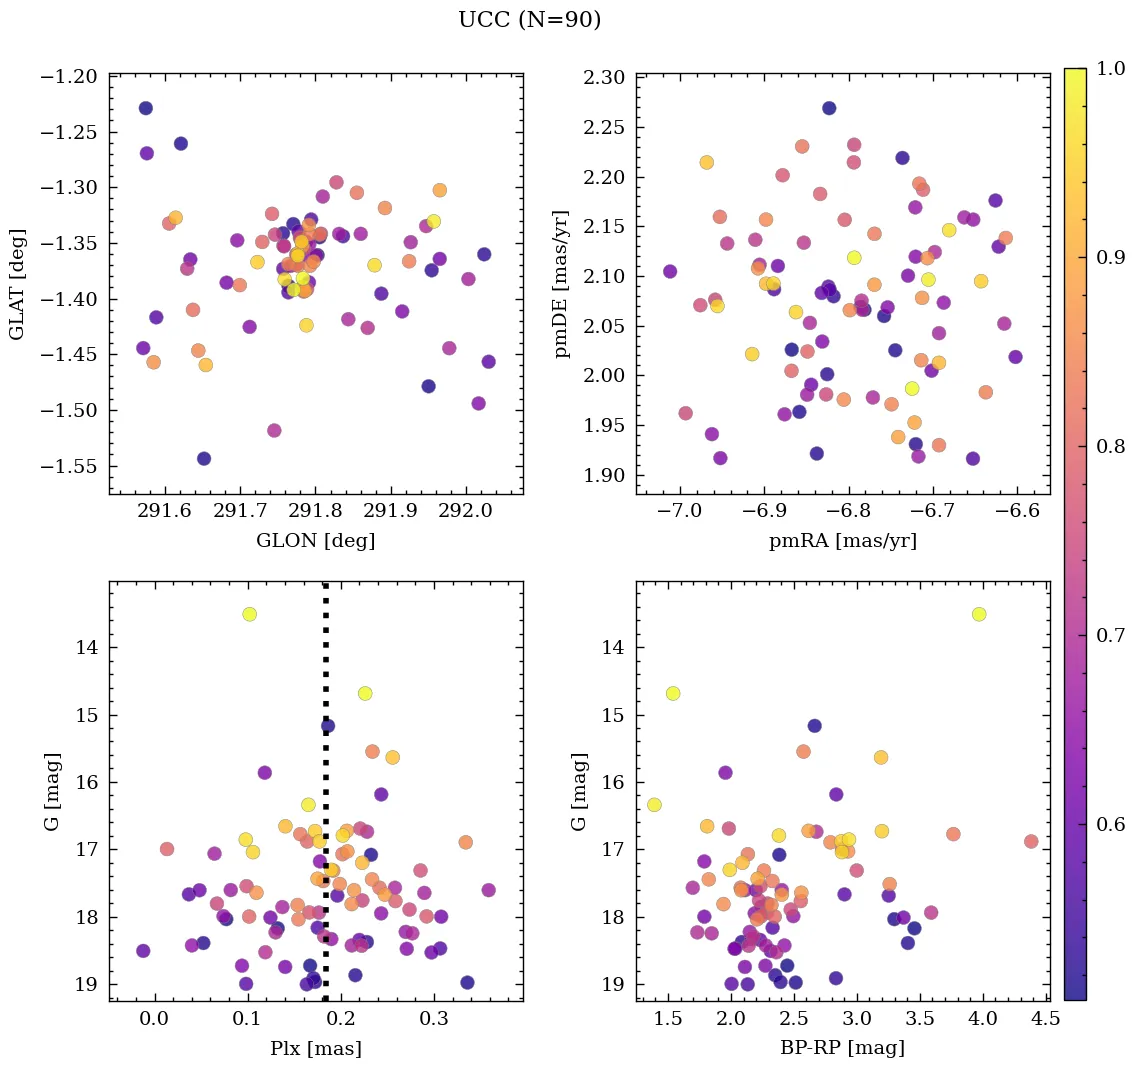 UCC (N=90)
−1.20
−1.25
−1.30
−1.35
−1.40
−1.45
−1.50
−1.55
GLAT [deg]
291.6 291.7 291.8 291.9 292.0
GLON [deg]
2.30
2.25
2.20
2.15
2.10
2.05
2.00
1.95
1.90
pmDE [mas/yr]
−7.0 −6.9 −6.8 −6.7 −6.6
pmRA [mas/yr]
14
15
16
17
18
19
G [mag]
0.0 0.1 0.2 0.3
Plx [mas]
14
15
16
17
18
19
G [mag]
1.5 2.0 2.5 3.0 3.5 4.0 4.5
BP-RP [mag]
1.0
0.9
0.8
0.7
0.6